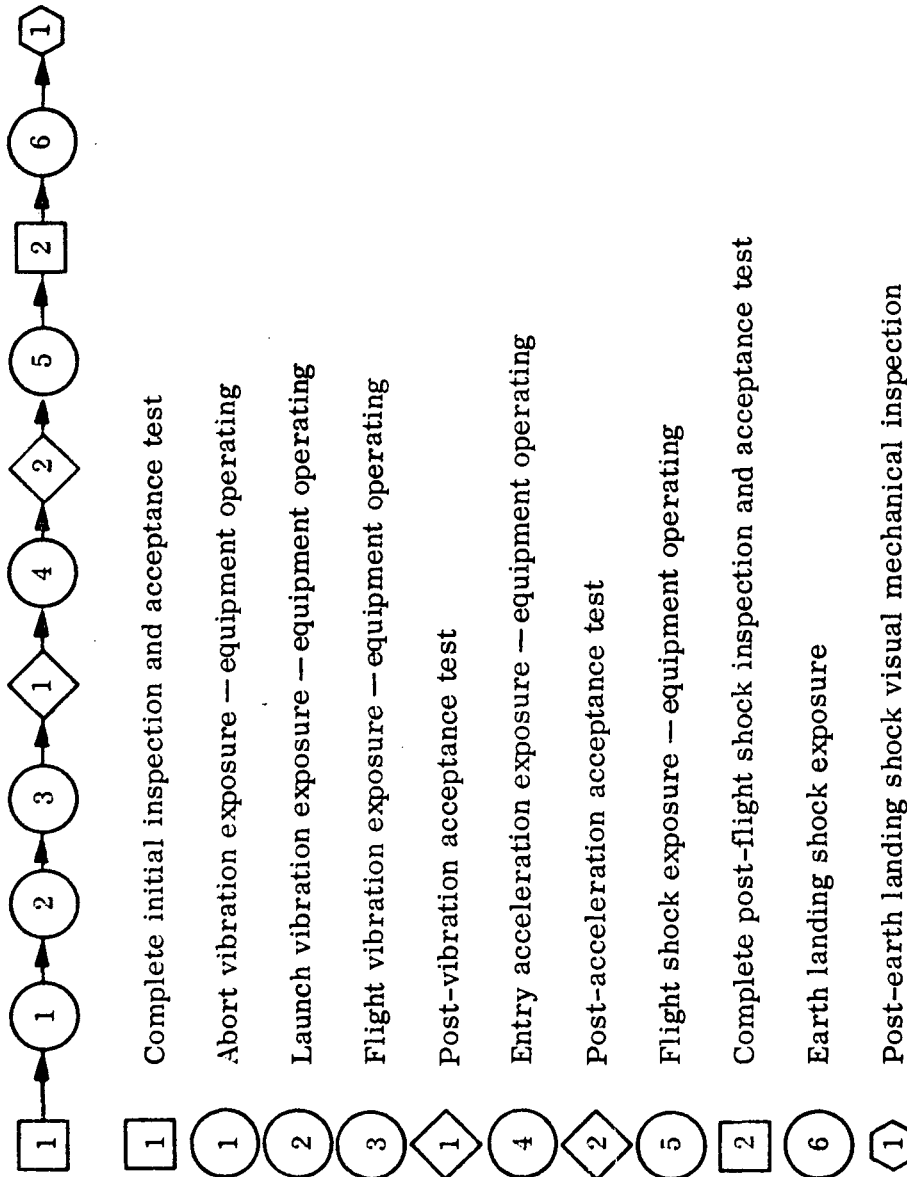 1 1 2 3 1 4 2 5 2 6 1
1 Complete initial inspection and acceptance test
1 Abort vibration exposure — equipment operating
2 Launch vibration exposure — equipment operating
3 Flight vibration exposure — equipment operating
1 Post-vibration acceptance test
4 Entry acceleration exposure — equipment operating
2 Post-acceleration acceptance test
5 Flight shock exposure — equipment operating
2 Complete post-flight shock inspection and acceptance test
6 Earth landing shock exposure
1 Post-earth landing shock visual mechanical inspection